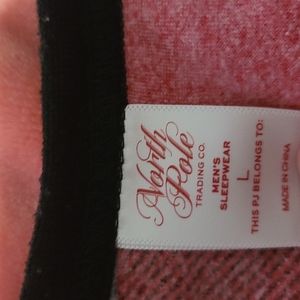 North
Pole
TRADING CO.
MEN'S
SLEEPWEAR
L
THIS PJ BELONGS TO:
MADE IN CHINA